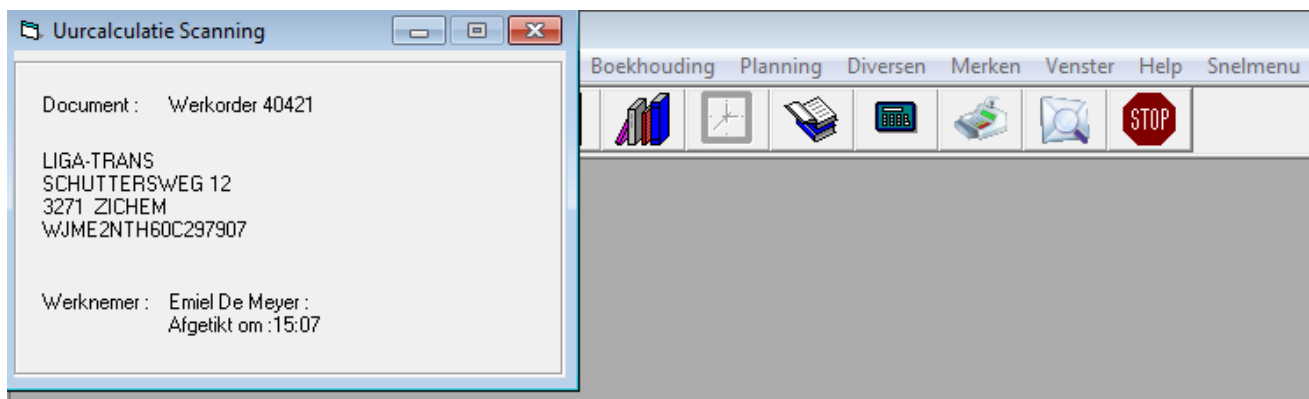 Uurcalculatie Scanning
Boekhouding Planning Diversen Merken Venster Help Snelmenu
STOP
Document : Werkorder 40421
LIGA-TRANS
SCHUTTERSWEG 12
3271 ZICHEM
WJME2NTH60C297907
Werknemer : Emiel De Meyer :
Afgetikt om :15:07